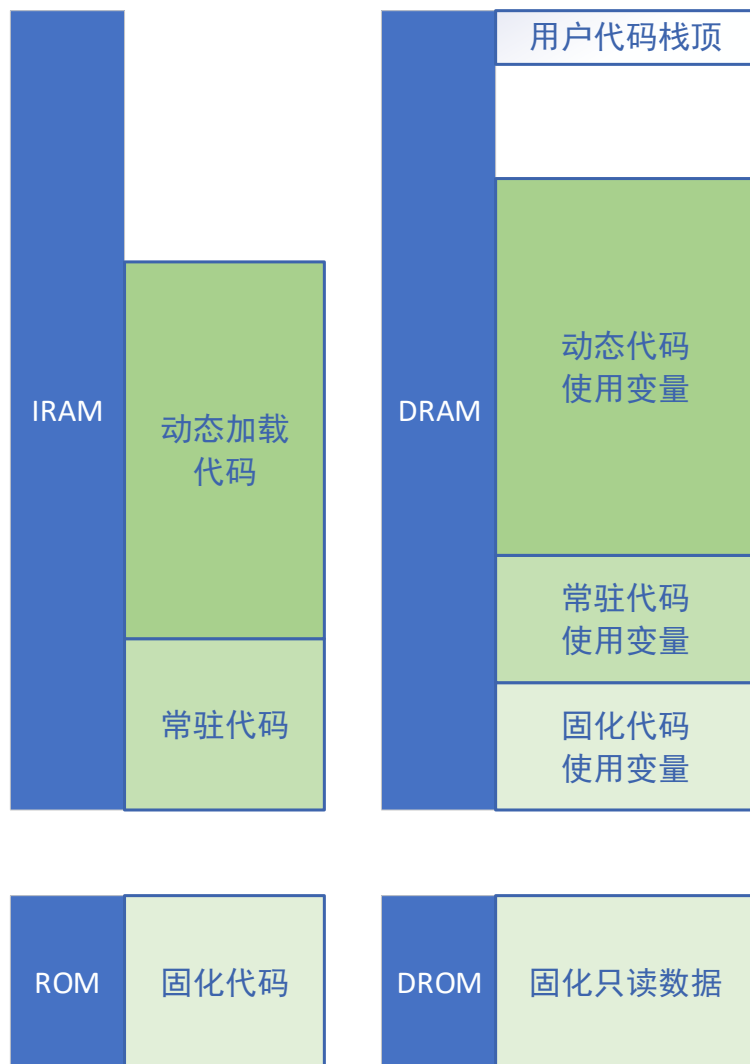 IRAM
动态加载
代码
常驻代码
DRAM
用户代码栈顶
动态代码
使用变量
常驻代码
使用变量
固化代码
使用变量
ROM
固化代码
DROM
固化只读数据